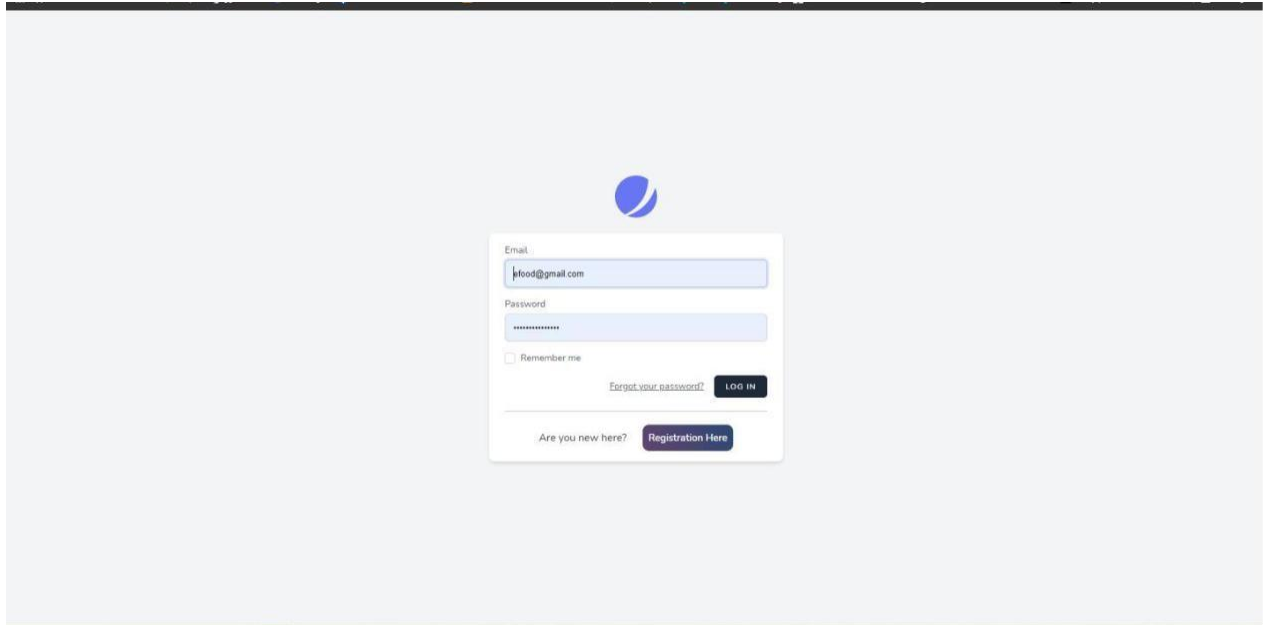 Email
efood@gmail.com
Password
•••••••••••••••
Remember me
Forgot your password? LOG IN
Are you new here? Registration Here